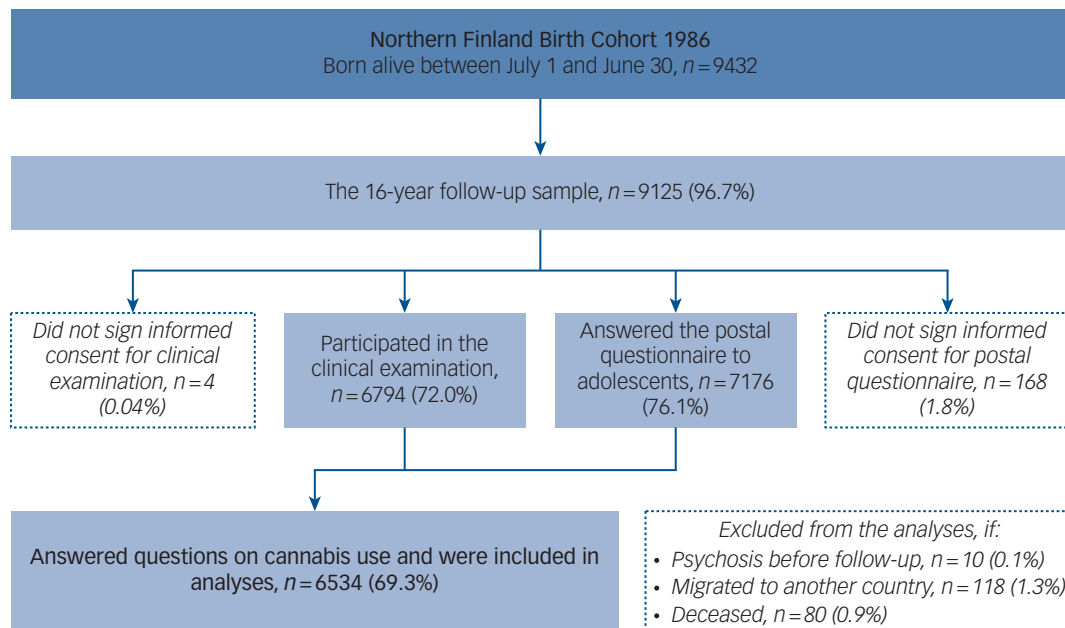 Northern Finland Birth Cohort 1986
Born alive between July 1 and June 30, n=9432
The 16-year follow-up sample, n=9125 (96.7%)
Did not sign informed
consent for clinical
examination, n=4
(0.04%)
Participated in the
clinical examination,
n=6794 (72.0%)
Answered the postal
questionnaire to
adolescents, n=7176
(76.1%)
Did not sign informed
consent for postal
questionnaire, n=168
(1.8%)
Answered questions on cannabis use and were included in
analyses, n=6534 (69.3%)
Excluded from the analyses, if:
• Psychosis before follow-up, n=10 (0.1%)
• Migrated to another country, n=118 (1.3%)
• Deceased, n=80 (0.9%)